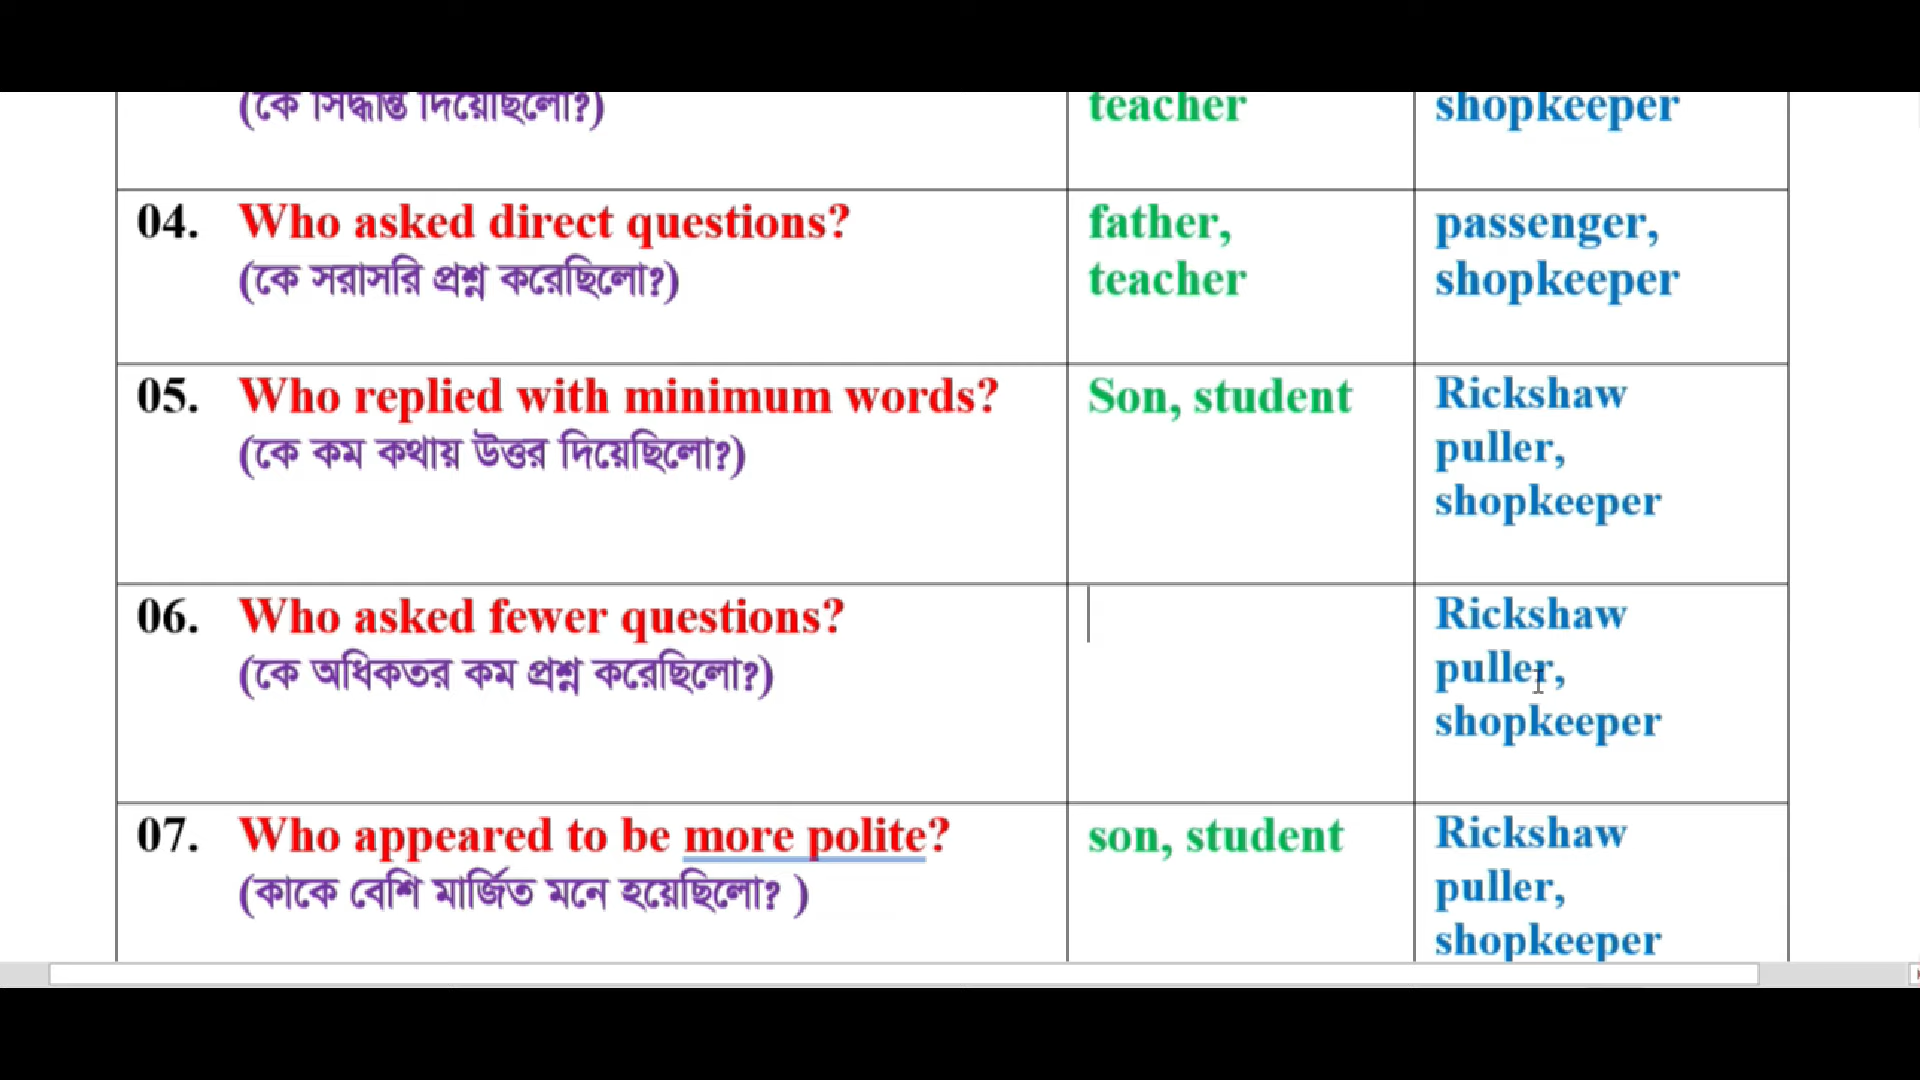 (কে সিদ্ধান্ত দিয়েছিলো?)
teacher
shopkeeper
04. Who asked direct questions?
(কে সরাসরি প্রশ্ন করেছিলো?)
father,
teacher
passenger,
shopkeeper
05. Who replied with minimum words?
(কে কম কথায় উত্তর দিয়েছিলো?)
Son, student
Rickshaw
puller,
shopkeeper
06. Who asked fewer questions?
(কে অধিকতর কম প্রশ্ন করেছিলো?)
Rickshaw
puller,
shopkeeper
07. Who appeared to be more polite?
(কাকে বেশি মার্জিত মনে হয়েছিলো? )
son, student
Rickshaw
puller,
shopkeeper